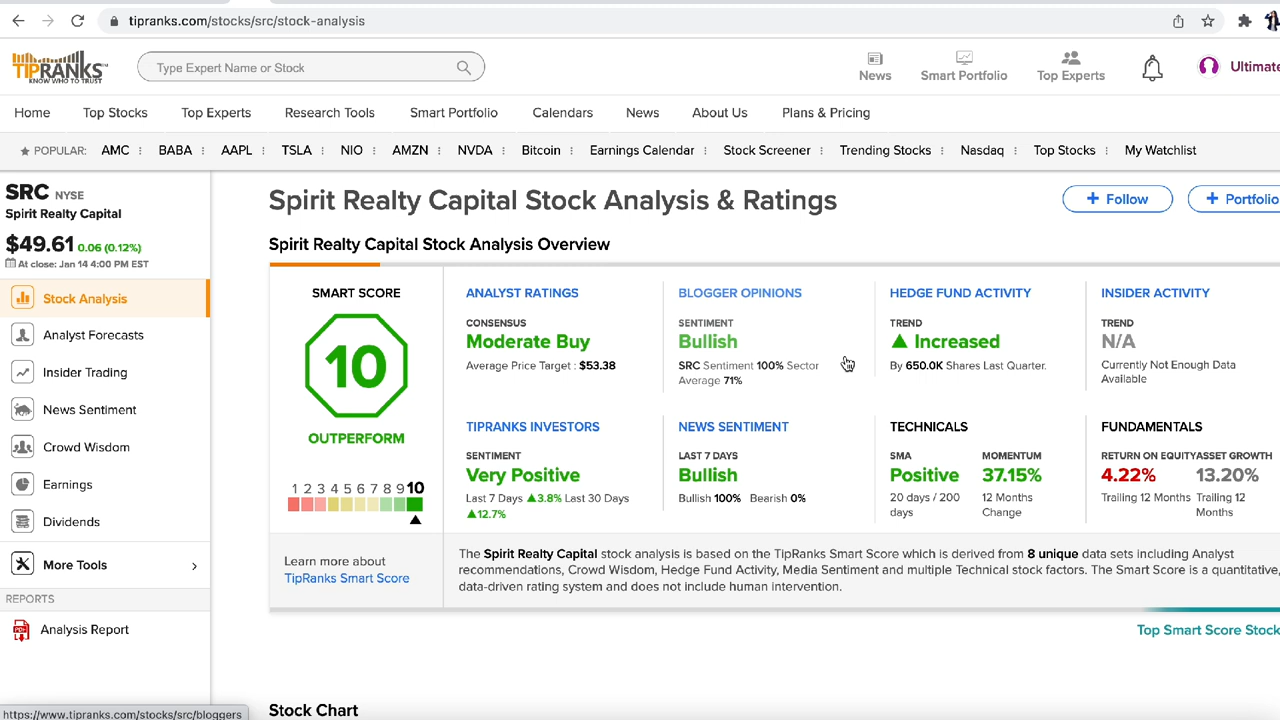 tipranks.com/stocks/src/stock-analysis
TIPRANKS
KNOW WHO TO TRUST
Type Expert Name or Stock
News
Smart Portfolio
Top Experts
Ultimate
Home
Top Stocks
Top Experts
Research Tools
Smart Portfolio
Calendars
News
About Us
Plans & Pricing
★ POPULAR: AMC : BABA : AAPL : TSLA : NIO : AMZN : NVDA : Bitcoin : Earnings Calendar : Stock Screener : Trending Stocks : Nasdaq : Top Stocks : My Watchlist
SRC NYSE
Spirit Realty Capital
$49.61 0.06 (0.12%)
At close: Jan 14 4:00 PM EST
Stock Analysis
Analyst Forecasts
Insider Trading
News Sentiment
Crowd Wisdom
Earnings
Dividends
More Tools
REPORTS
PDF
Analysis Report
https://www.tipranks.com/stocks/src/bloggers
Spirit Realty Capital Stock Analysis & Ratings
+ Follow
+ Portfolio
Spirit Realty Capital Stock Analysis Overview
SMART SCORE
10
OUTPERFORM
1 2 3 4 5 6 7 8 9 10
Learn more about
TipRanks Smart Score
ANALYST RATINGS
CONSENSUS
Moderate Buy
Average Price Target : $53.38
BLOGGER OPINIONS
SENTIMENT
Bullish
SRC Sentiment 100% Sector
Average 71%
HEDGE FUND ACTIVITY
TREND
▲ Increased
By 650.0K Shares Last Quarter.
INSIDER ACTIVITY
TREND
N/A
Currently Not Enough Data
Available
TIPRANKS INVESTORS
SENTIMENT
Very Positive
Last 7 Days ▲3.8% Last 30 Days
▲12.7%
NEWS SENTIMENT
LAST 7 DAYS
Bullish
Bullish 100% Bearish 0%
TECHNICALS
SMA
Positive
20 days / 200
days
MOMENTUM
37.15%
12 Months
Change
FUNDAMENTALS
RETURN ON EQUITY
4.22%
Trailing 12 Months
ASSET GROWTH
13.20%
Trailing 12
Months
The Spirit Realty Capital stock analysis is based on the TipRanks Smart Score which is derived from 8 unique data sets including Analyst
recommendations, Crowd Wisdom, Hedge Fund Activity, Media Sentiment and multiple Technical stock factors. The Smart Score is a quantitative,
data-driven rating system and does not include human intervention.
Top Smart Score Stock
Stock Chart